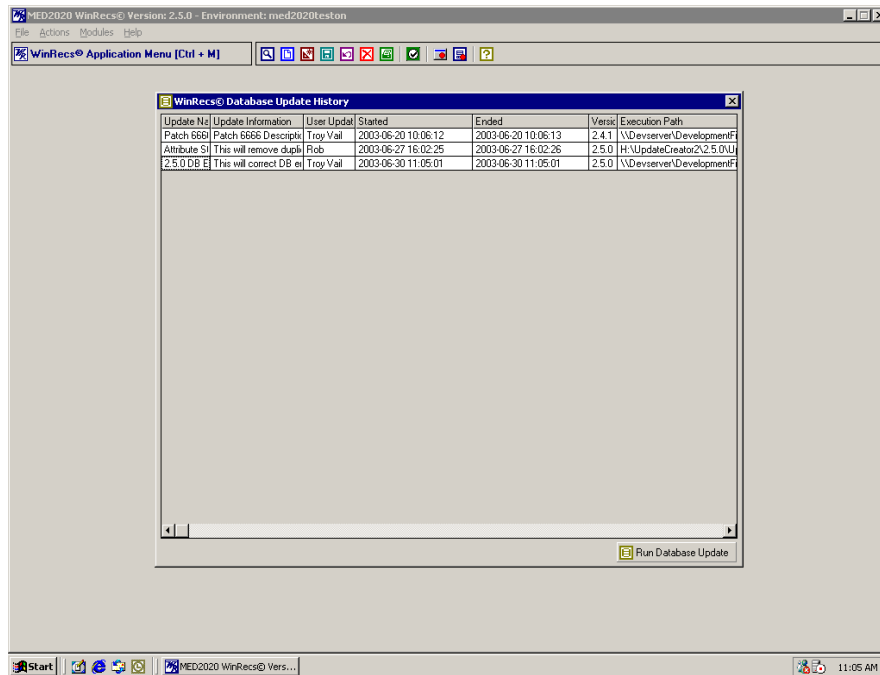 MED2020 WinRecs© Version: 2.5.0 - Environment: med2020teston
File Actions Modules Help
WinRecs© Application Menu [Ctrl + M]
WinRecs© Database Update History
Update Na Update Information User Updat Started Ended Versic Execution Path
Patch 666 Patch 6666 Descriptic Troy Vail 2003-06-20 10:06:12 2003-06-20 10:06:13 2.4.1 \\Devserver\DevelopmentFi
Attribute S This will remove dupli Rob 2003-06-27 16:02:25 2003-06-27 16:02:26 2.5.0 H:\UpdateCreator2\2.5.0\U
2.5.0 DB E This will correct DB er Troy Vail 2003-06-30 11:05:01 2003-06-30 11:05:01 2.5.0 \\Devserver\DevelopmentFi
Run Database Update
Start MED2020 WinRecs© Vers... 11:05 AM